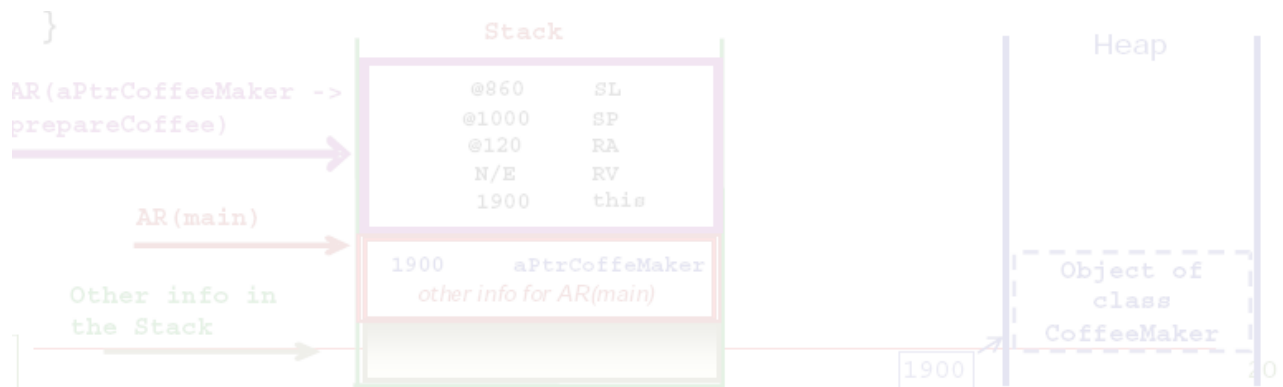 }
Stack
Heap
AR(aPtrCoffeeMaker ->
prepareCoffee)
@860 SL
@1000 SP
@120 RA
N/E RV
1900 this
AR(main)
1900 aPtrCoffeMaker
other info for AR(main)
Other info in
the Stack
Object of
class
CoffeeMaker
1900
20